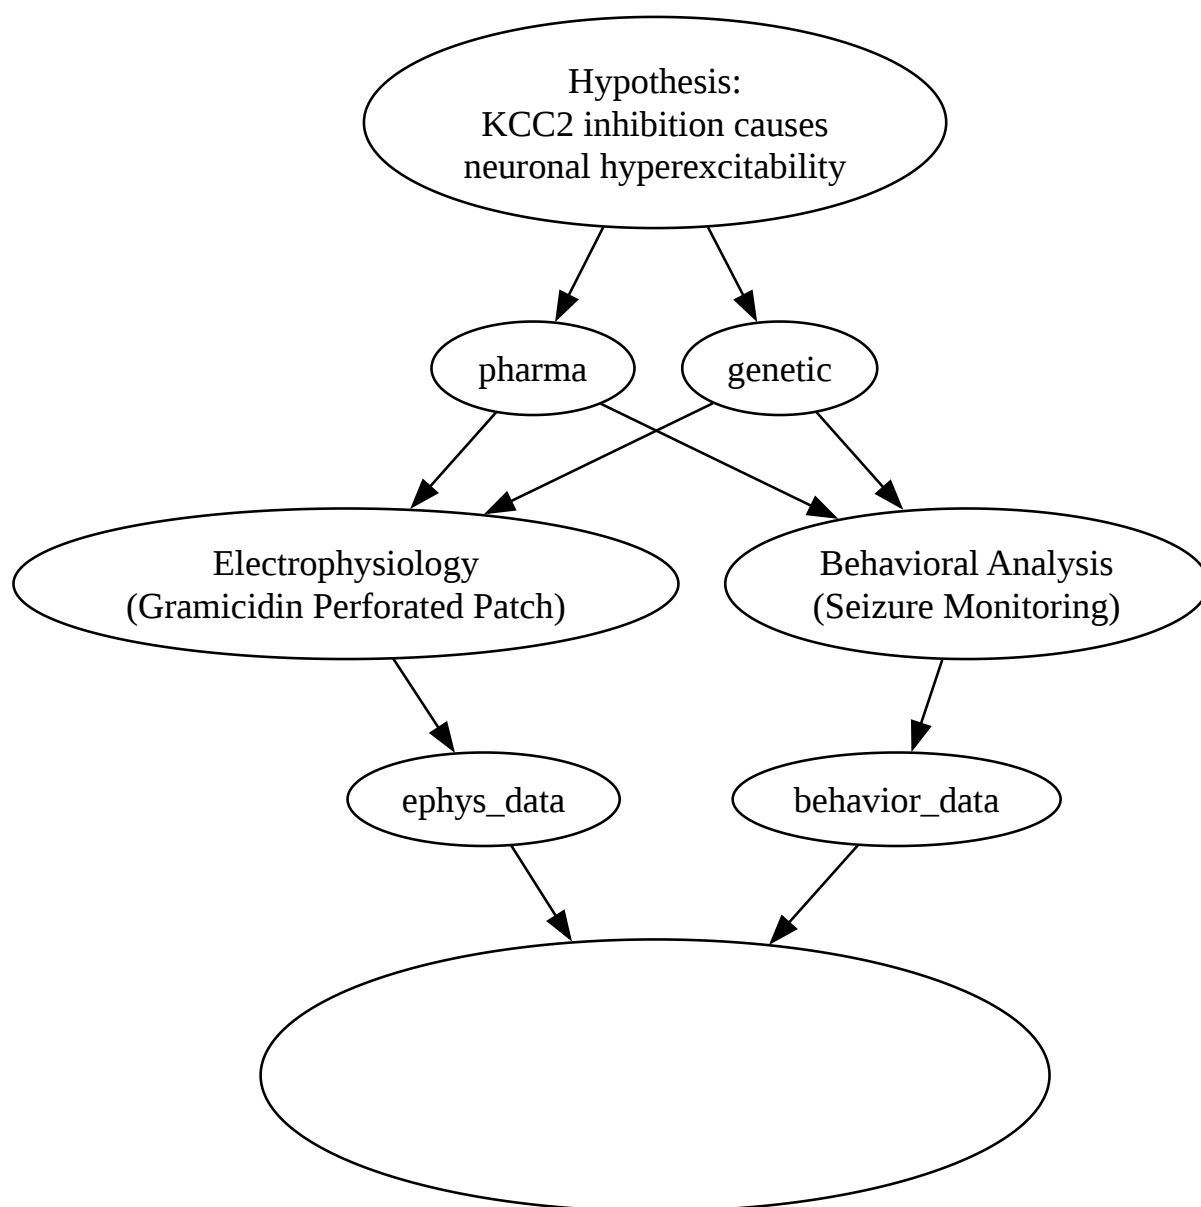 Hypothesis:
KCC2 inhibition causes
neuronal hyperexcitability
pharma
genetic
Electrophysiology
(Gramicidin Perforated Patch)
Behavioral Analysis
(Seizure Monitoring)
ephys_data
behavior_data